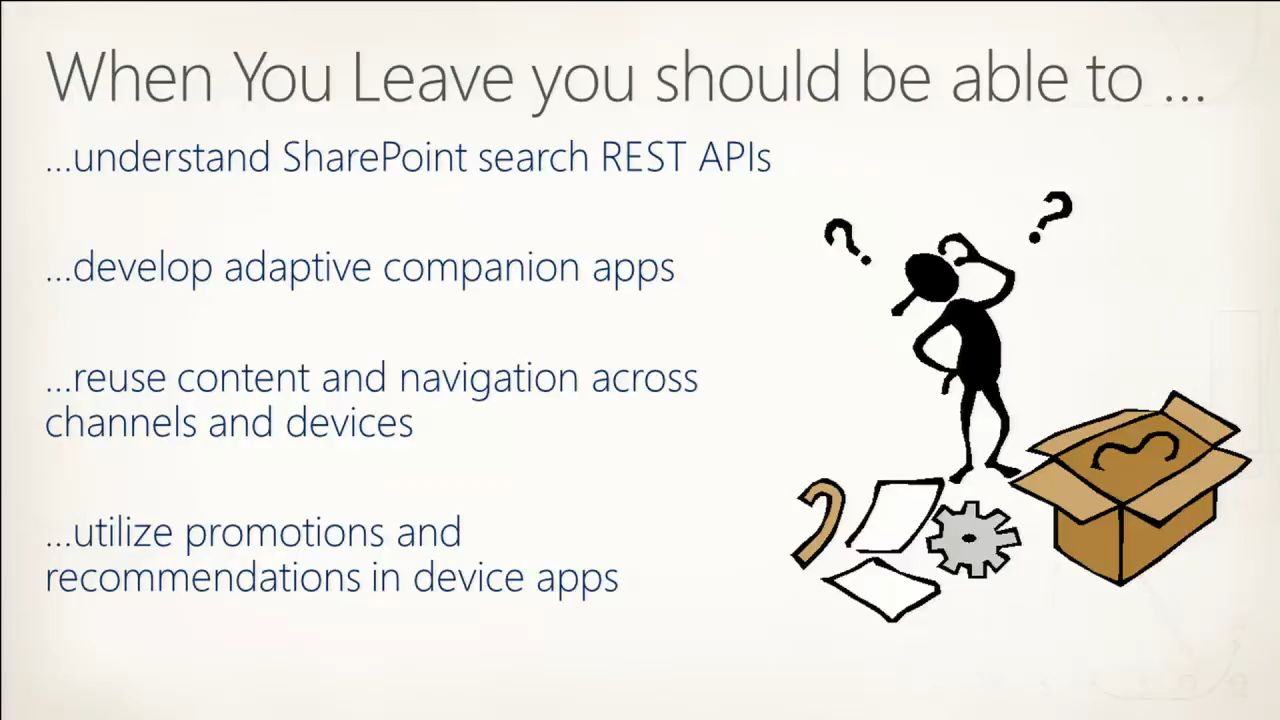 When You Leave you should be able to ...
...understand SharePoint search REST APIs
...develop adaptive companion apps
...reuse content and navigation across
channels and devices
...utilize promotions and
recommendations in device apps
? ?